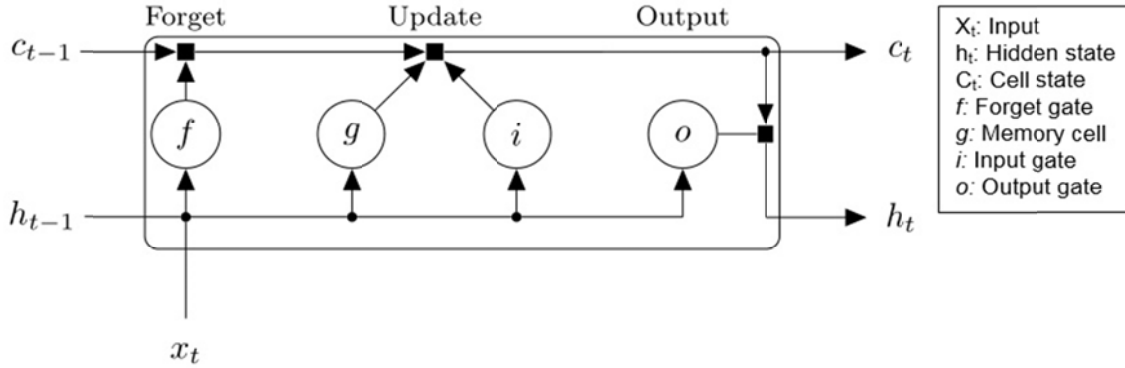 Forget Update Output
c_{t−1} c_t
f g i o
h_{t−1} h_t
x_t
X_t: Input
h_t: Hidden state
C_t: Cell state
f: Forget gate
g: Memory cell
i: Input gate
o: Output gate